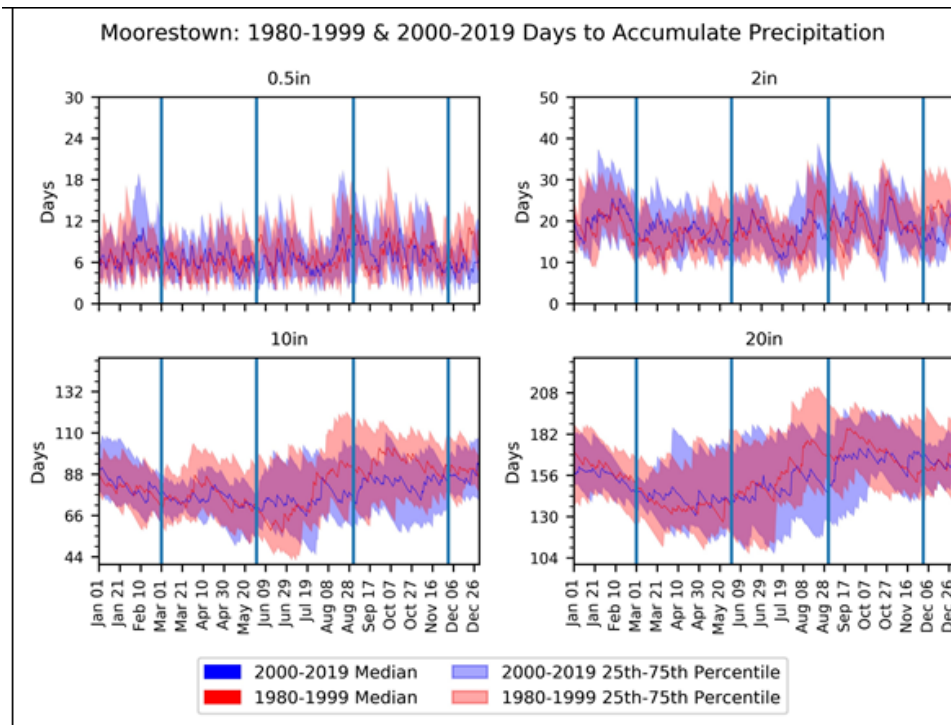 Moorestown: 1980-1999 & 2000-2019 Days to Accumulate Precipitation
0.5in
30
24
18
12
6
0
Days
2in
50
40
30
20
10
0
Days
10in
132
110
88
66
44
Days
Jan 01
Jan 21
Feb 10
Mar 01
Mar 21
Apr 10
Apr 30
May 20
Jun 09
Jun 29
Jul 19
Aug 08
Aug 28
Sep 17
Oct 07
Oct 27
Nov 16
Dec 06
Dec 26
20in
208
182
156
130
104
Days
Jan 01
Jan 21
Feb 10
Mar 01
Mar 21
Apr 10
Apr 30
May 20
Jun 09
Jun 29
Jul 19
Aug 08
Aug 28
Sep 17
Oct 07
Oct 27
Nov 16
Dec 06
Dec 26
2000-2019 Median
1980-1999 Median
2000-2019 25th-75th Percentile
1980-1999 25th-75th Percentile